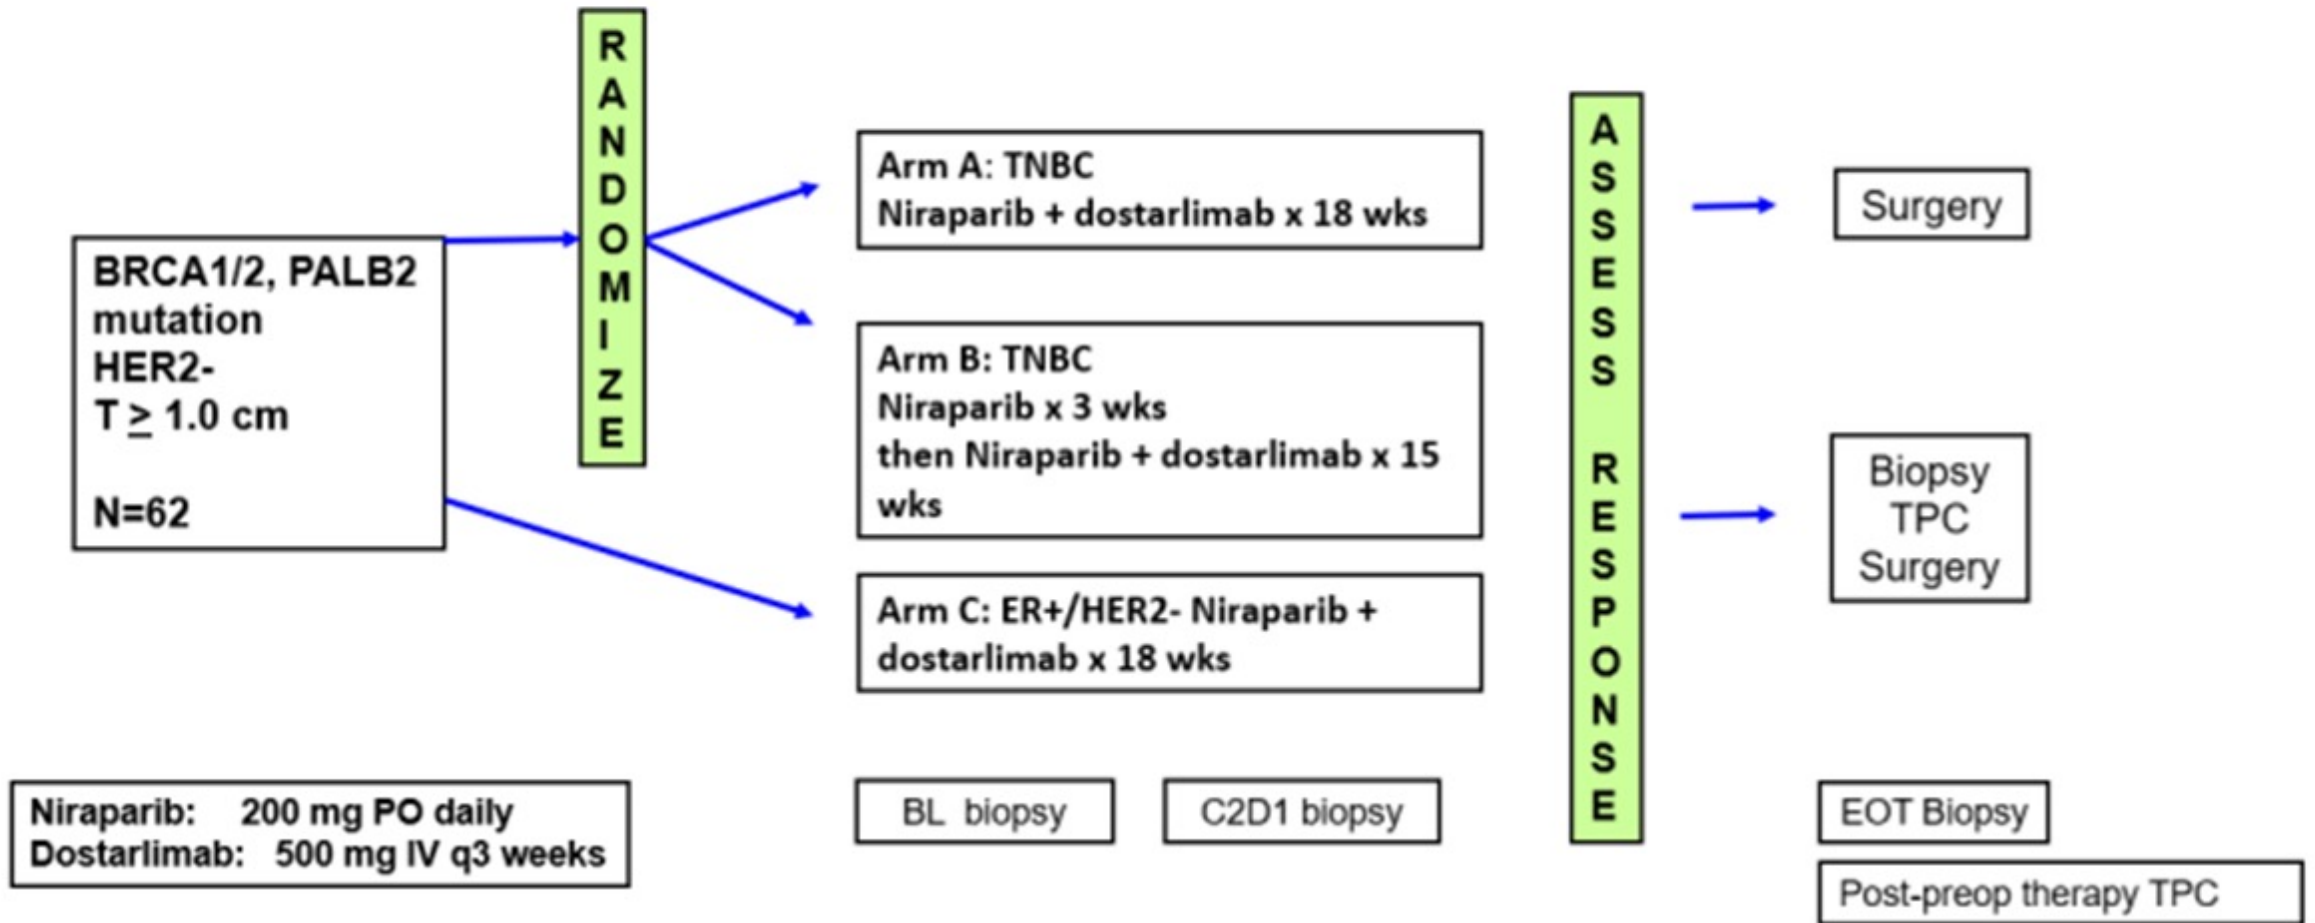 RANDOMIZE
BRCA1/2, PALB2
mutation
HER2-
T ≥ 1.0 cm
N=62
Arm A: TNBC
Niraparib + dostarlimab x 18 wks
Arm B: TNBC
Niraparib x 3 wks
then Niraparib + dostarlimab x 15
wks
Arm C: ER+/HER2- Niraparib +
dostarlimab x 18 wks
ASSESS RESPONSE
Surgery
Biopsy
TPC
Surgery
Niraparib: 200 mg PO daily
Dostarlimab: 500 mg IV q3 weeks
BL biopsy
C2D1 biopsy
EOT Biopsy
Post-preop therapy TPC